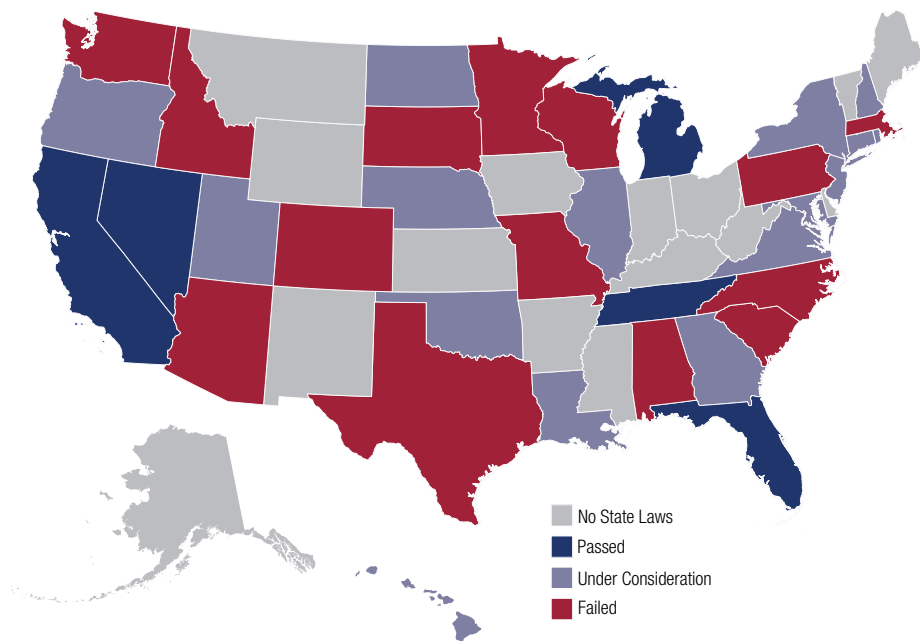 No State Laws
Passed
Under Consideration
Failed